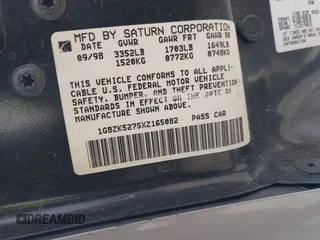 MFD BY SATURN CORPORATION
DATE GVWR GAWR FRT GAWR RR
09/98 3352LB 1703LB 1649LB
1520KG 0772KG 0748KG
THIS VEHICLE CONFORMS TO ALL APPLI-
CABLE U.S. FEDERAL MOTOR VEHICLE
SAFETY, BUMPER, AND THEFT PREVENTION
STANDARDS IN EFFECT ON THE DATE OF
MANUFACTURE SHOWN ABOVE.
1G8ZK5275XZ165082 PASS CAR
DREAMBID